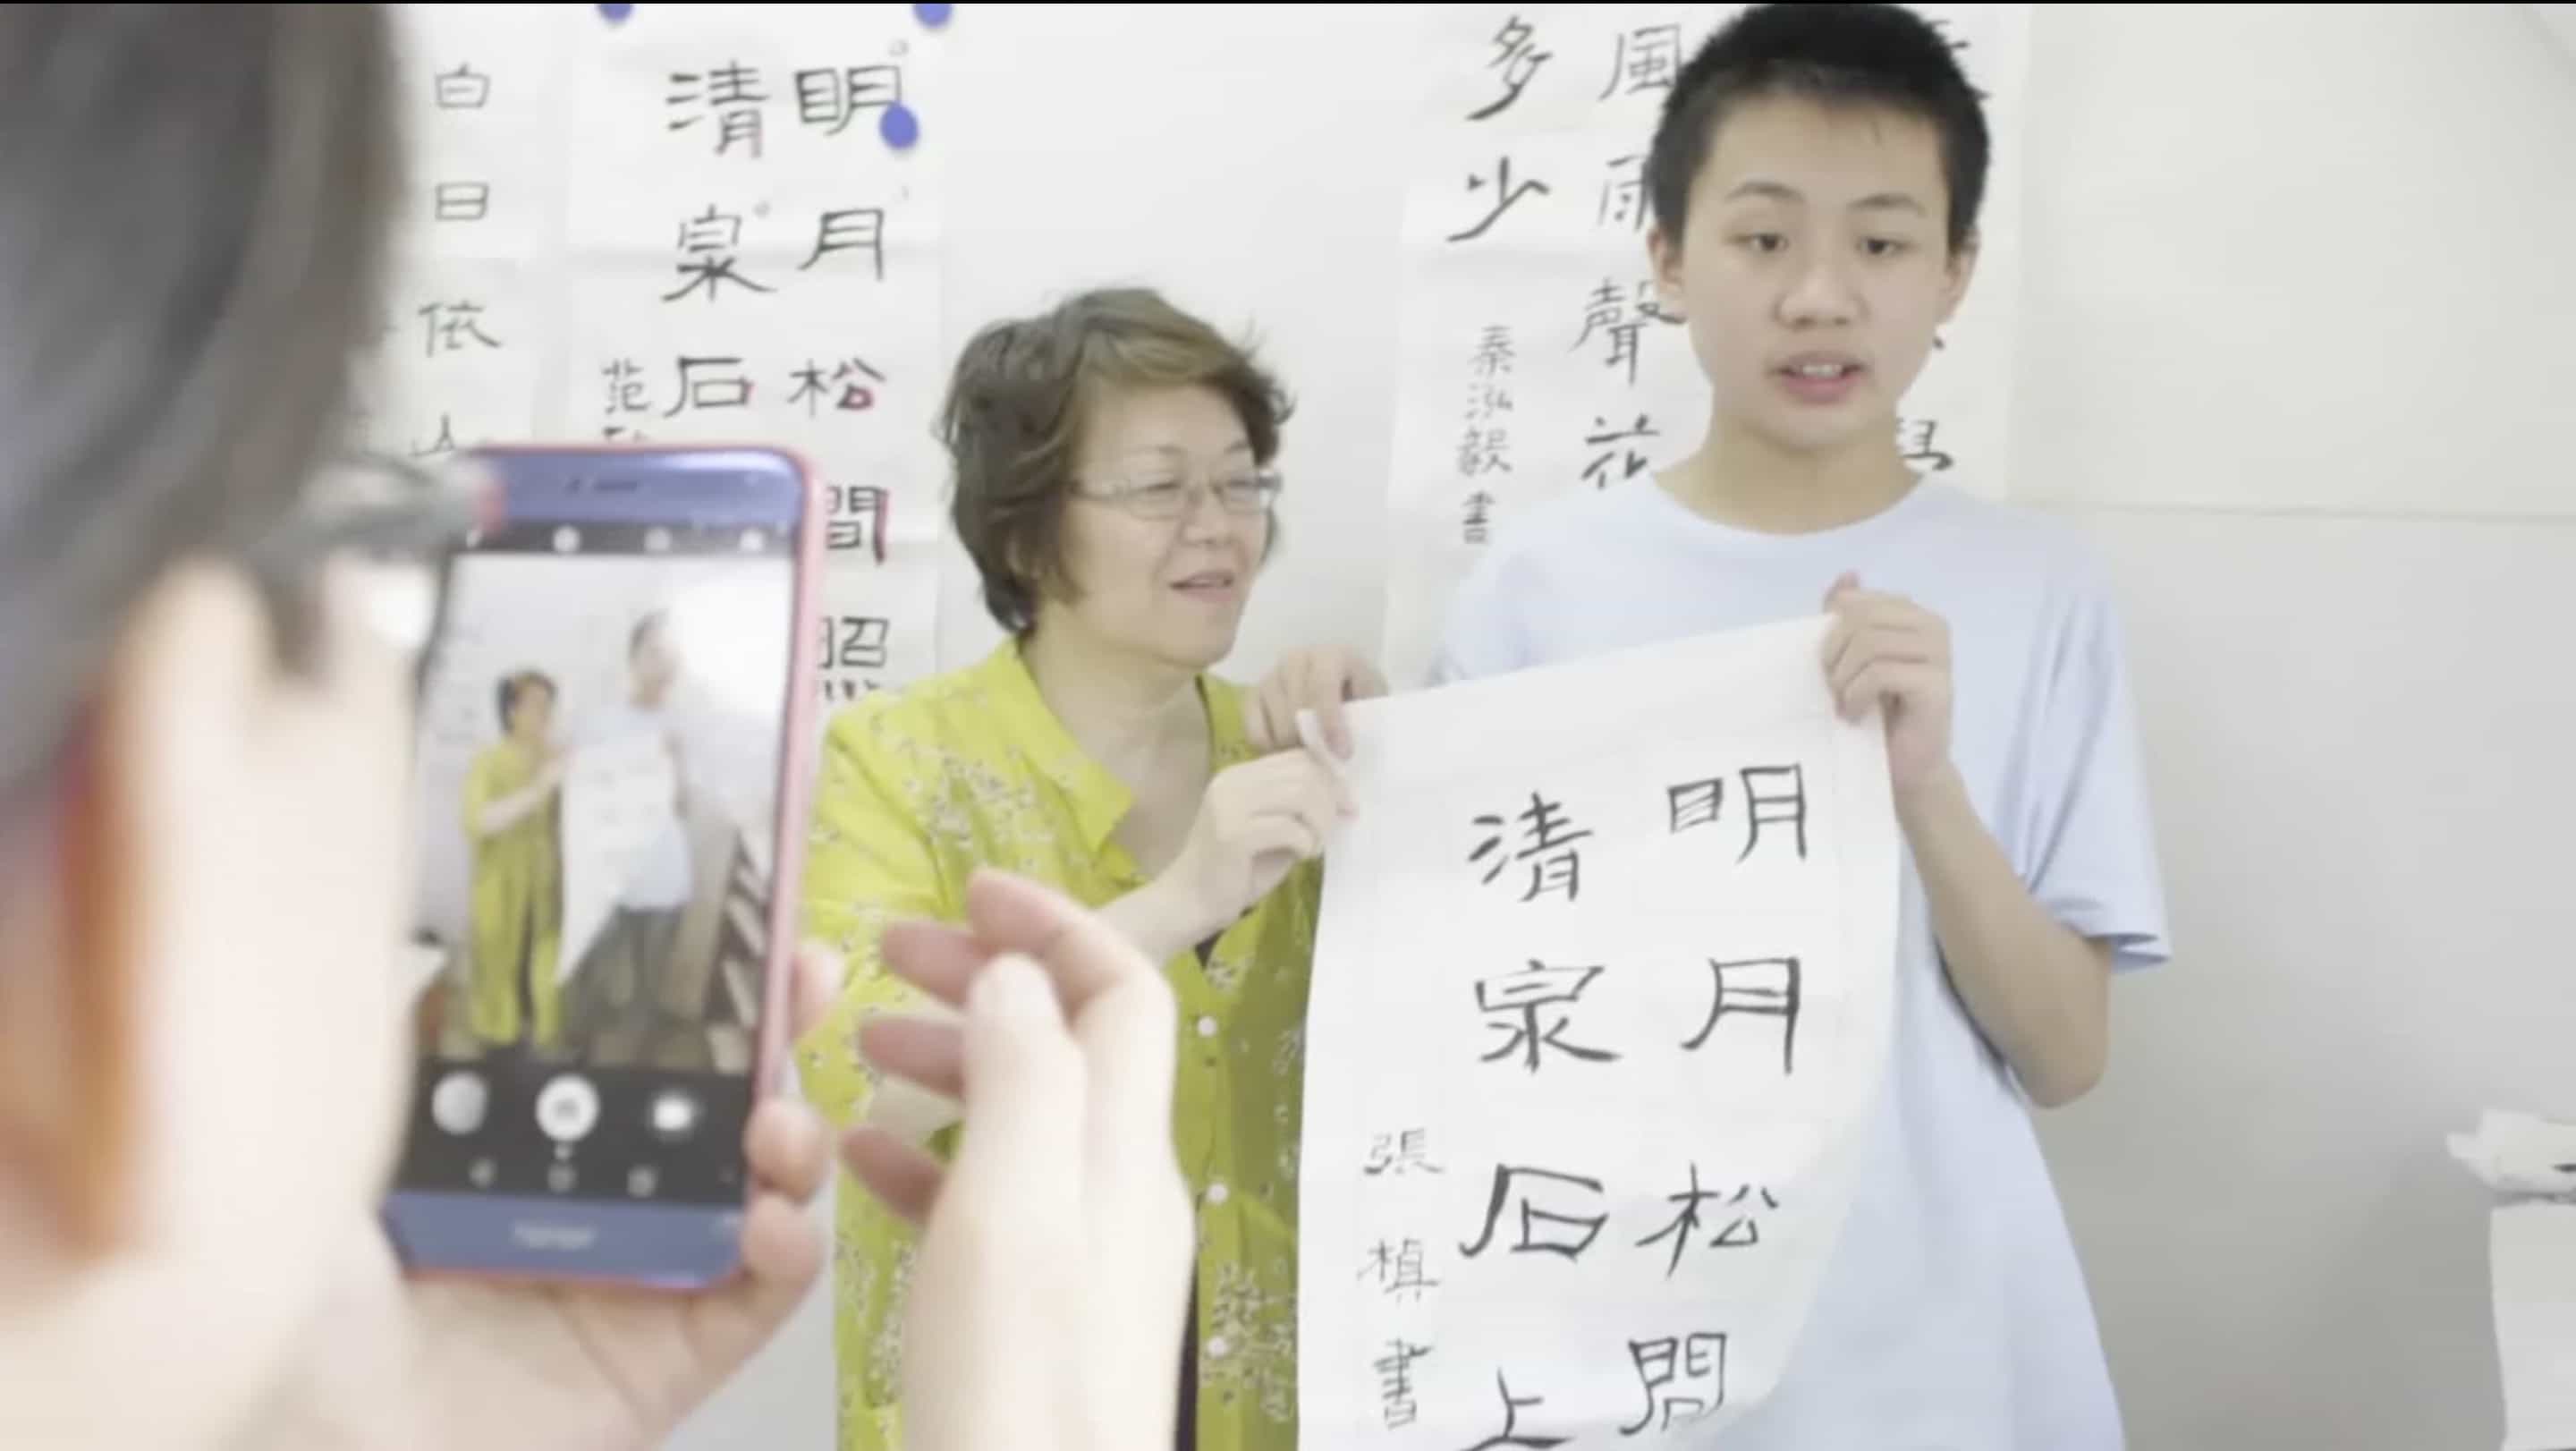 白日依山
明月松間照
清泉石
范
風雨聲花
多少
秦泓毅書
明月松間
清泉石上
張楨書